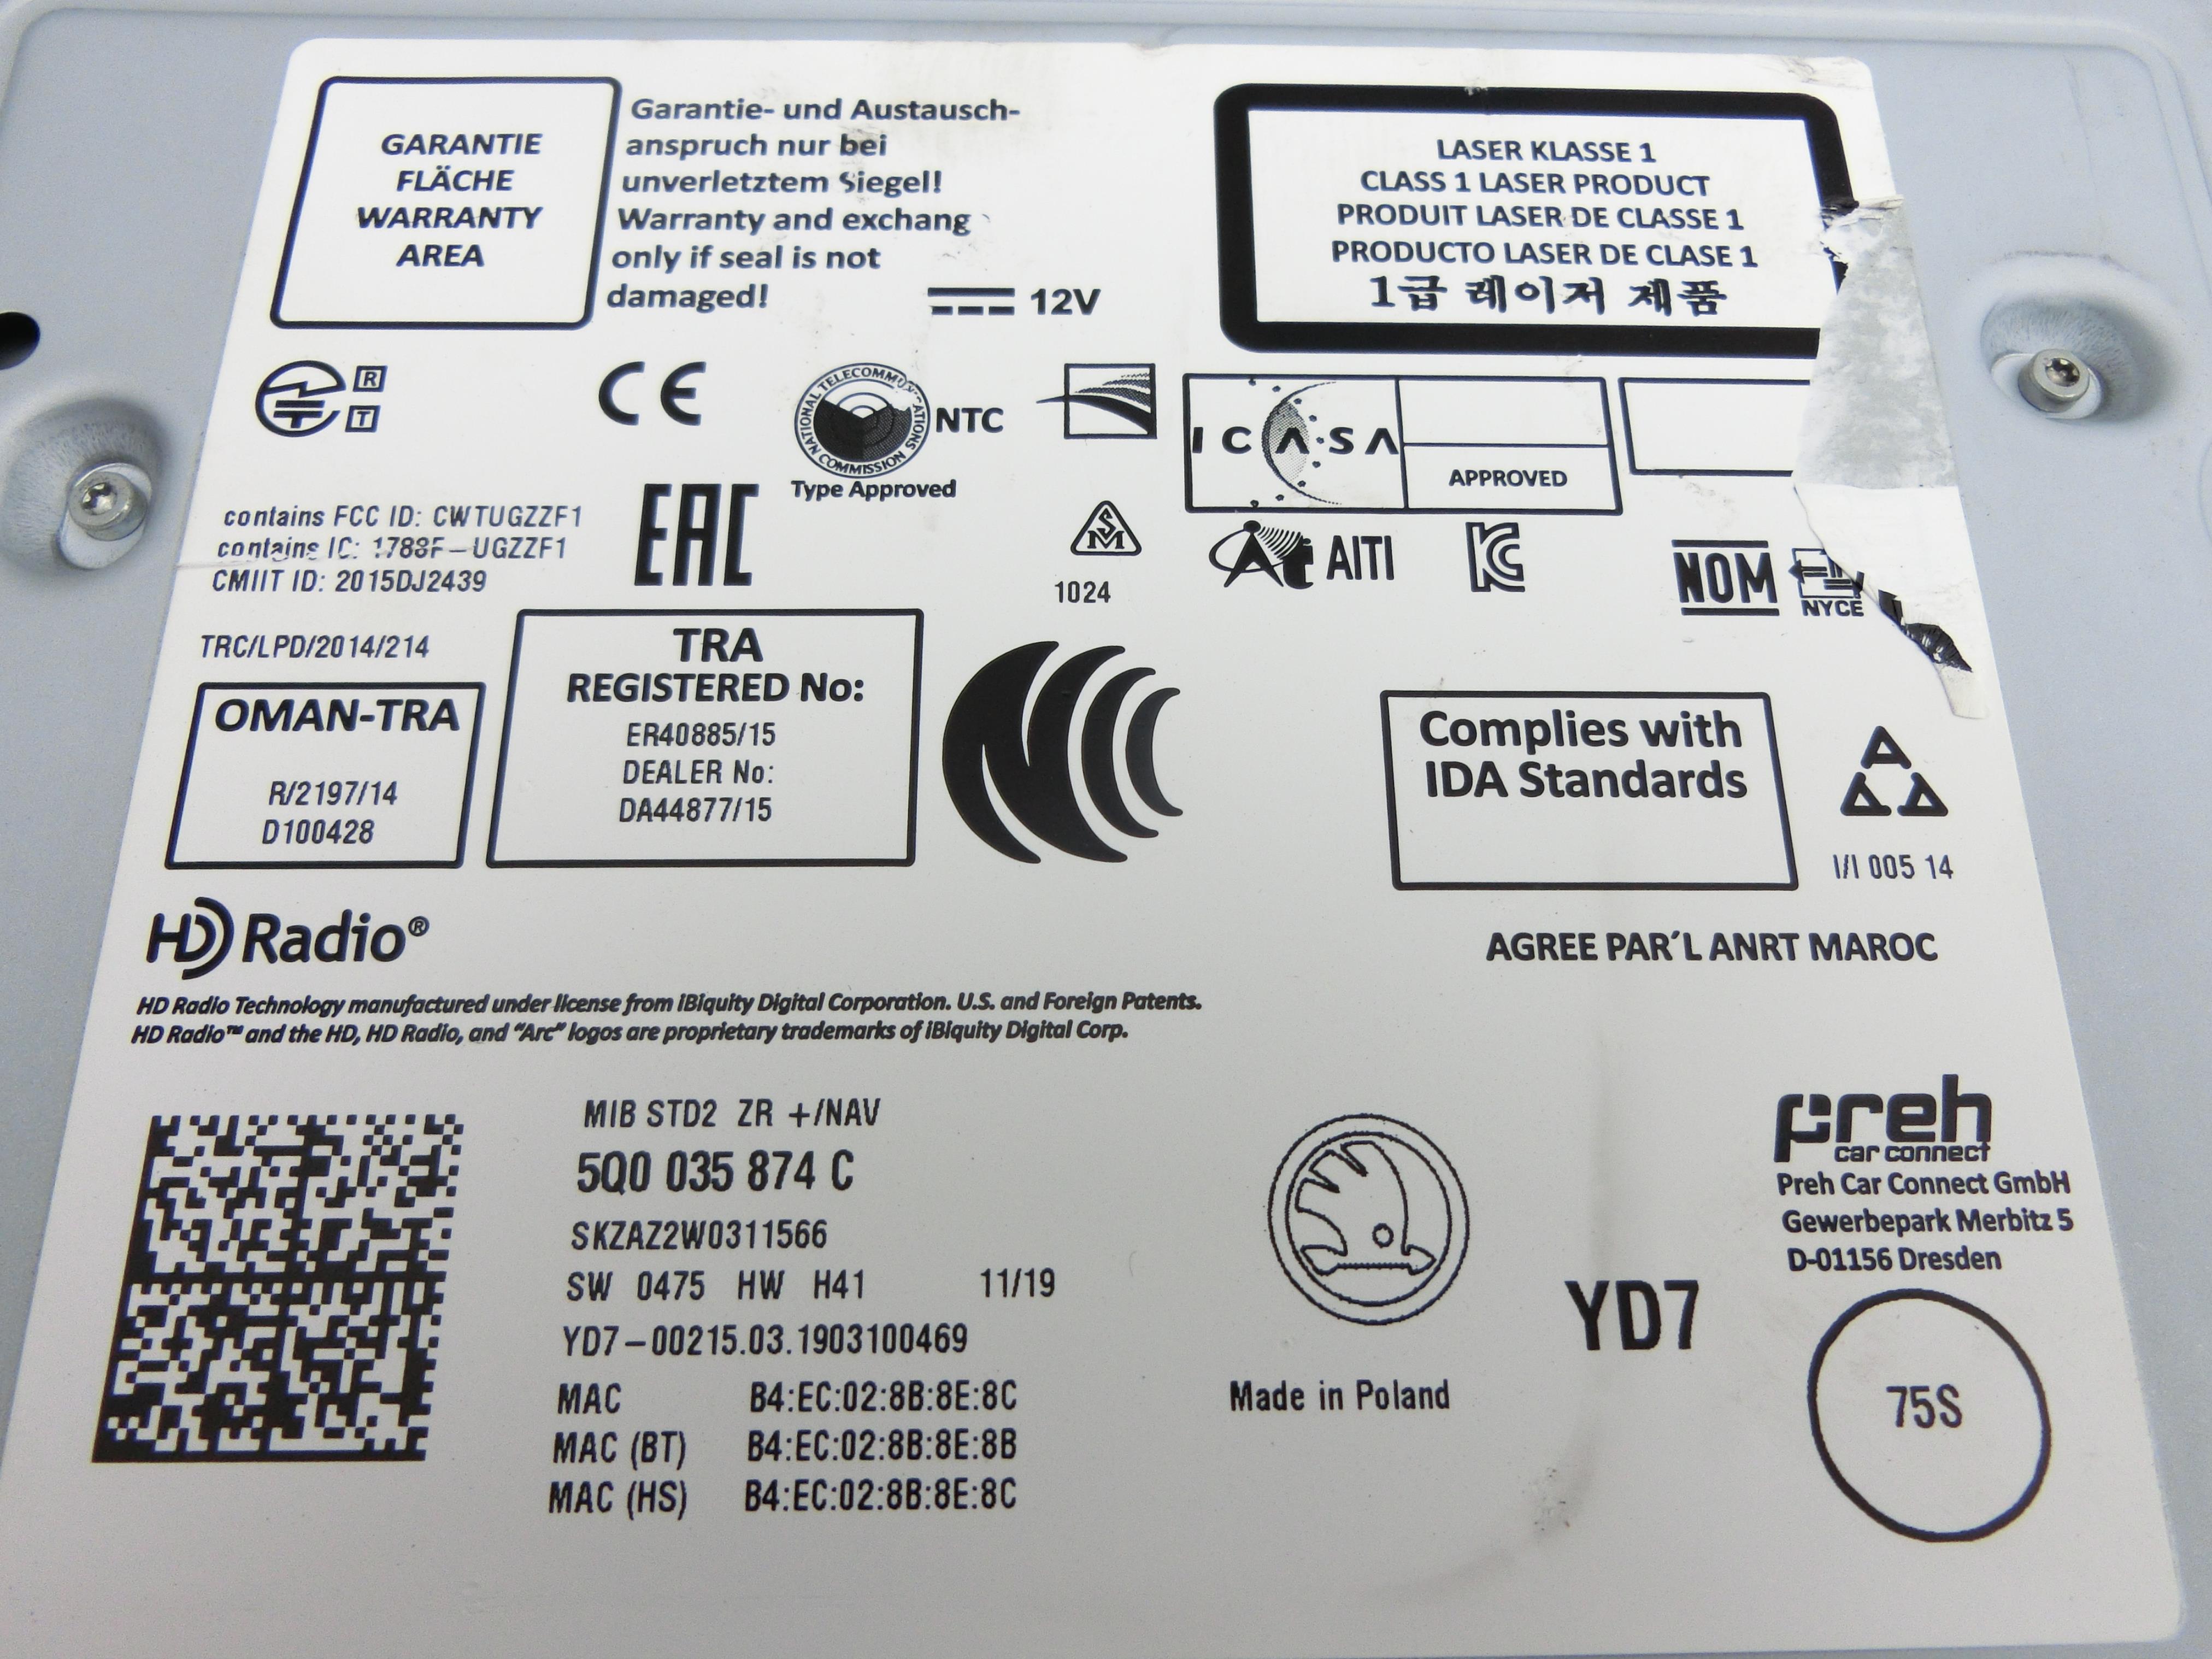 GARANTIE
FLÄCHE
WARRANTY
AREA
Garantie- und Austausch-
anspruch nur bei
unverletztem Siegel!
Warranty and exchang
only if seal is not
damaged!
12V
LASER KLASSE 1
CLASS 1 LASER PRODUCT
PRODUIT LASER DE CLASSE 1
PRODUCTO LASER DE CLASE 1
1급 레이저 제품
R
T
CE
NATIONAL TELECOMMUNICATIONS COMMISSION
NTC
Type Approved
ICASA
APPROVED
contains FCC ID: CWTUGZZF1
contains IC: 1788F-UGZZF1
CMIIT ID: 2015DJ2439
EAC
SM
1024
At AITI
KC
NOM
NYCE
TRC/LPD/2014/214
OMAN-TRA
R/2197/14
D100428
TRA
REGISTERED No:
ER40885/15
DEALER No:
DA44877/15
Complies with
IDA Standards
I/I 005 14
HD Radio®
AGREE PAR´L ANRT MAROC
HD Radio Technology manufactured under license from iBiquity Digital Corporation. U.S. and Foreign Patents.
HD Radio™ and the HD, HD Radio, and “Arc” logos are proprietary trademarks of iBiquity Digital Corp.
MIB STD2 ZR +/NAV
5Q0 035 874 C
SKZAZ2W0311566
SW 0475 HW H41 11/19
YD7-00215.03.1903100469
MAC B4:EC:02:8B:8E:8C
MAC (BT) B4:EC:02:8B:8E:8B
MAC (HS) B4:EC:02:8B:8E:8C
Made in Poland
YD7
preh
car connect
Preh Car Connect GmbH
Gewerbepark Merbitz 5
D-01156 Dresden
75S